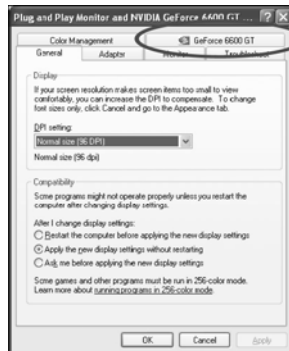 Plug and Play Monitor and NVIDIA GeForce 6600 GT ...
Color Management
GeForce 6600 GT
General
Adapter
Monitor
Troubleshoot
Display
If your screen resolution makes screen items too small to view
comfortably, you can increase the DPI to compensate. To change
font sizes only, click Cancel and go to the Appearance tab.
DPI setting:
Normal size (96 DPI)
Normal size (96 dpi)
Compatibility
Some programs might not operate properly unless you restart the
computer after changing display settings.
After I change display settings:
Restart the computer before applying the new display settings
Apply the new display settings without restarting
Ask me before applying the new display settings
Some games and other programs must be run in 256-color mode.
Learn more about running programs in 256-color mode.
OK
Cancel
Apply